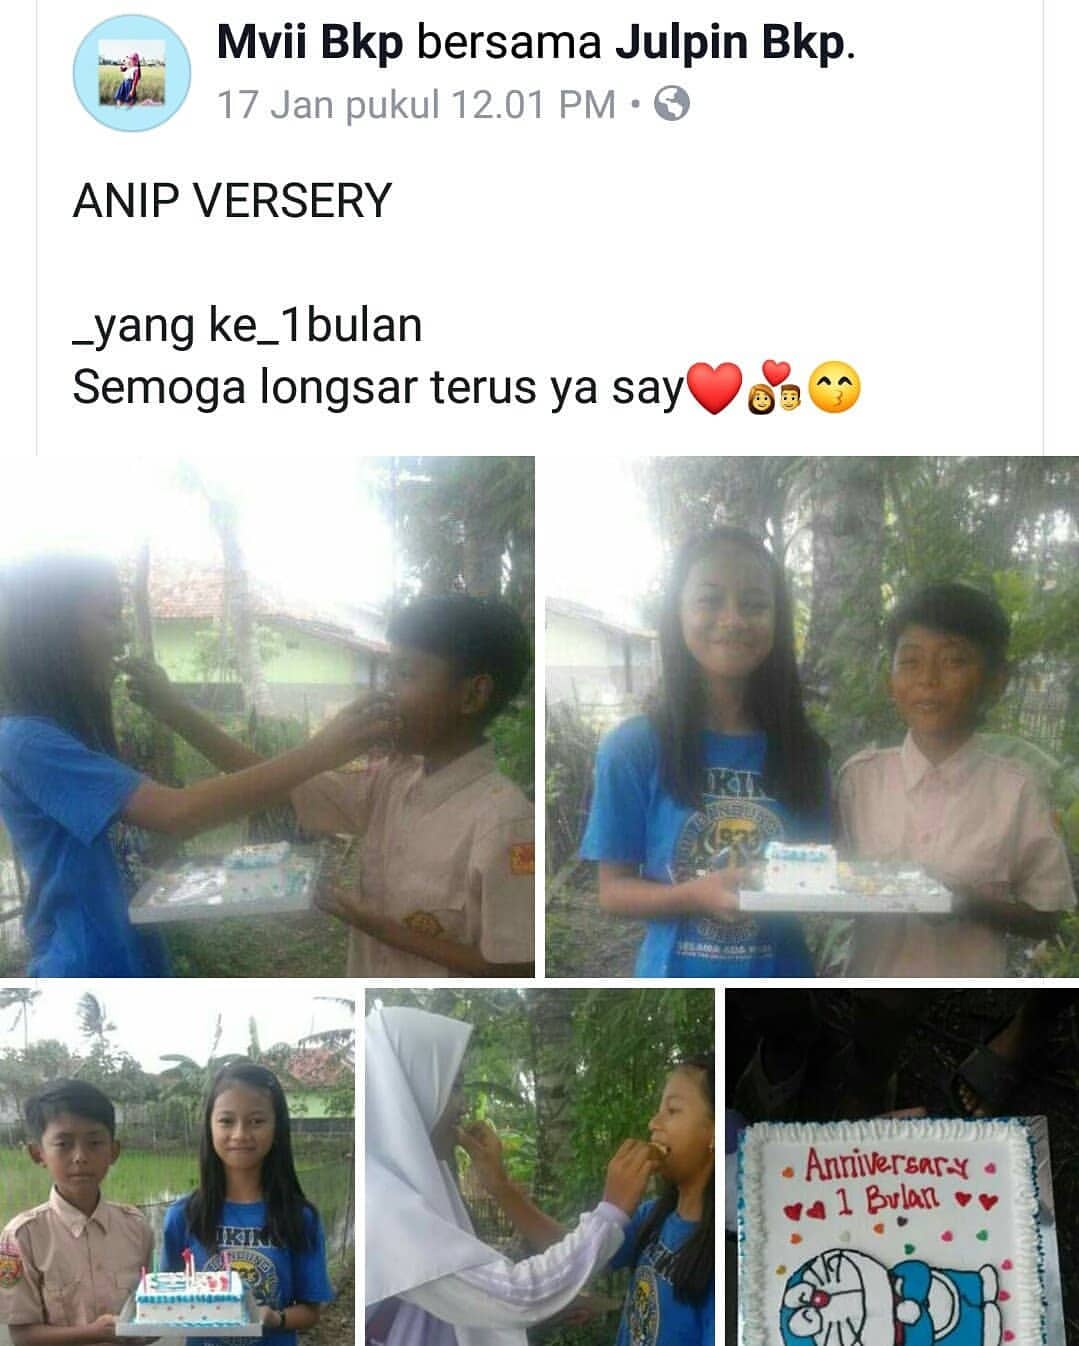 Mvii Bkp bersama Julpin Bkp.
17 Jan pukul 12.01 PM •
ANIP VERSERY
_yang ke_1bulan
Semoga longsar terus ya say
Anniversary
1 Bulan